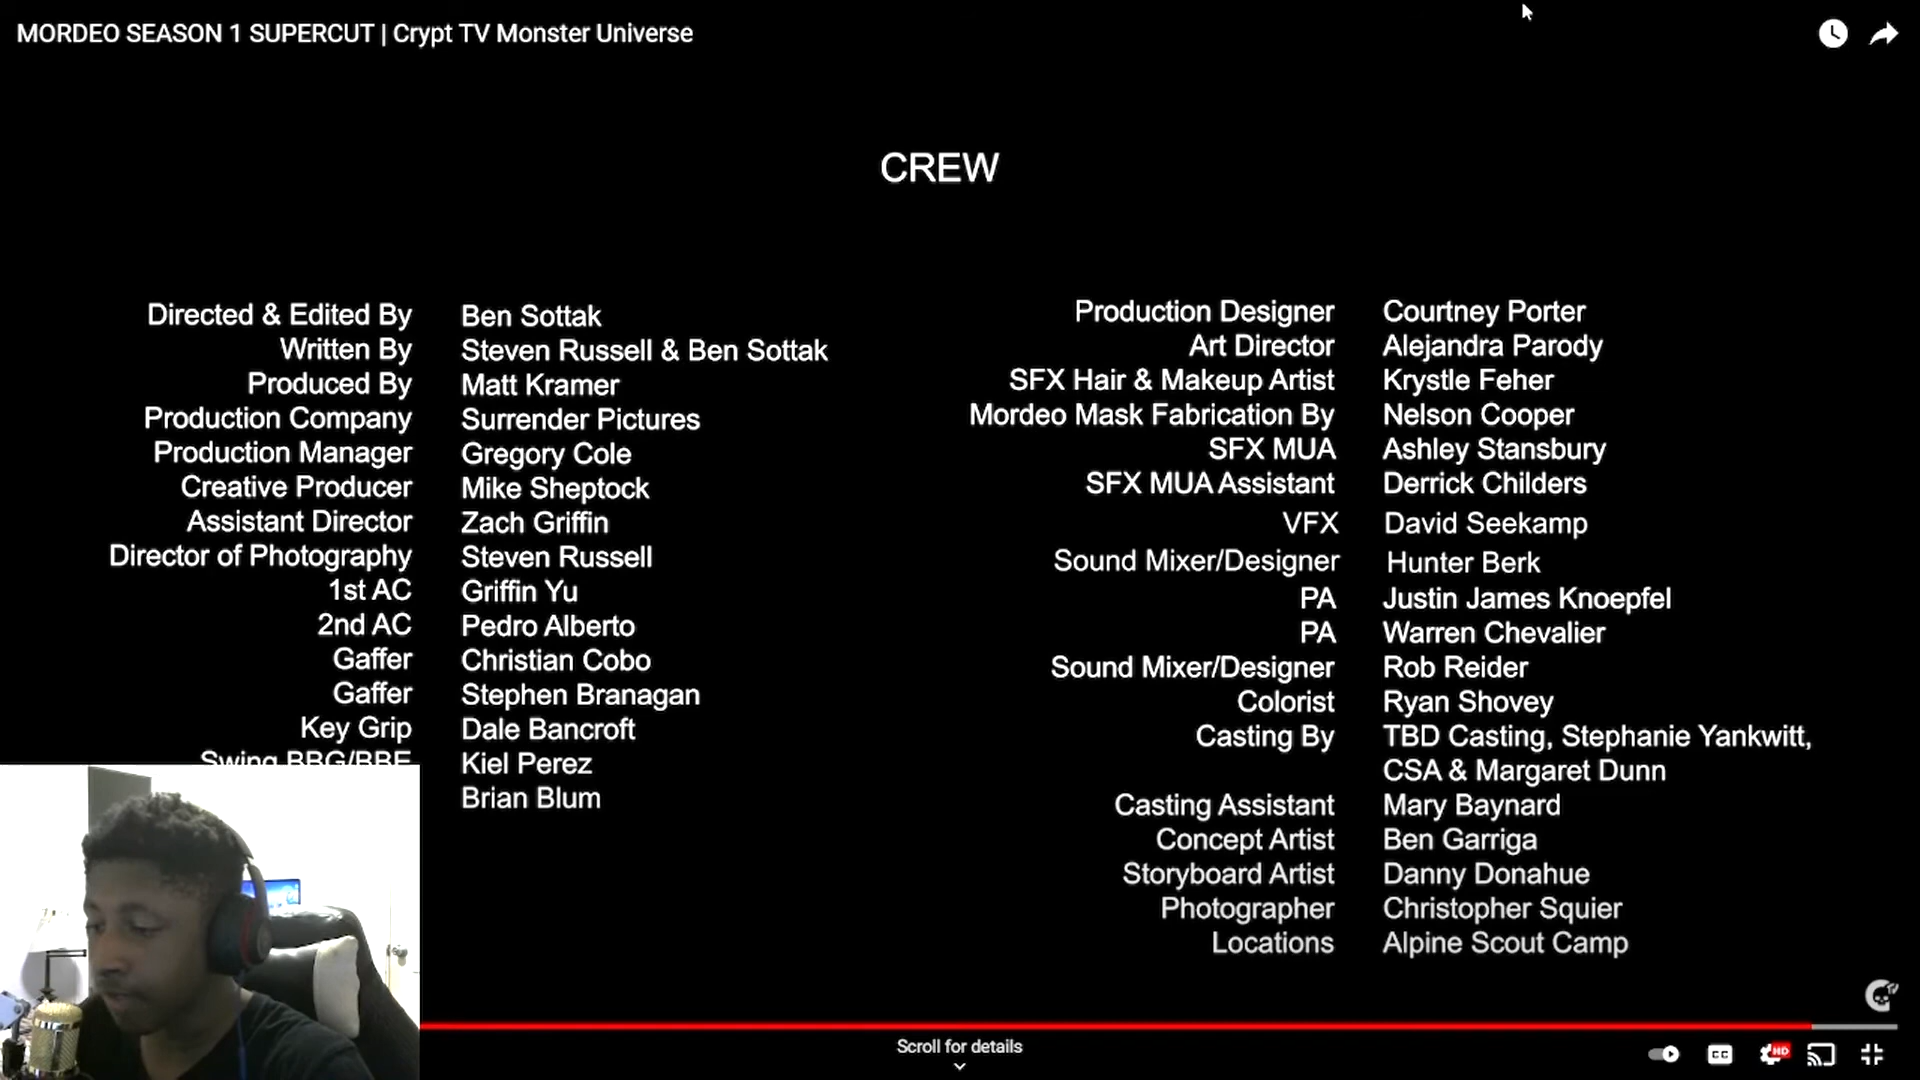 MORDEO SEASON 1 SUPERCUT | Crypt TV Monster Universe
CREW
Directed & Edited By Ben Sottak
Written By Steven Russell & Ben Sottak
Produced By Matt Kramer
Production Company Surrender Pictures
Production Manager Gregory Cole
Creative Producer Mike Sheptock
Assistant Director Zach Griffin
Director of Photography Steven Russell
1st AC Griffin Yu
2nd AC Pedro Alberto
Gaffer Christian Cobo
Gaffer Stephen Branagan
Key Grip Dale Bancroft
Swing BBG/BBE Kiel Perez
Brian Blum
Production Designer Courtney Porter
Art Director Alejandra Parody
SFX Hair & Makeup Artist Krystle Feher
Mordeo Mask Fabrication By Nelson Cooper
SFX MUA Ashley Stansbury
SFX MUA Assistant Derrick Childers
VFX David Seekamp
Sound Mixer/Designer Hunter Berk
PA Justin James Knoepfel
PA Warren Chevalier
Sound Mixer/Designer Rob Reider
Colorist Ryan Shovey
Casting By TBD Casting, Stephanie Yankwitt,
CSA & Margaret Dunn
Casting Assistant Mary Baynard
Concept Artist Ben Garriga
Storyboard Artist Danny Donahue
Photographer Christopher Squier
Locations Alpine Scout Camp
Scroll for details
CC
HD